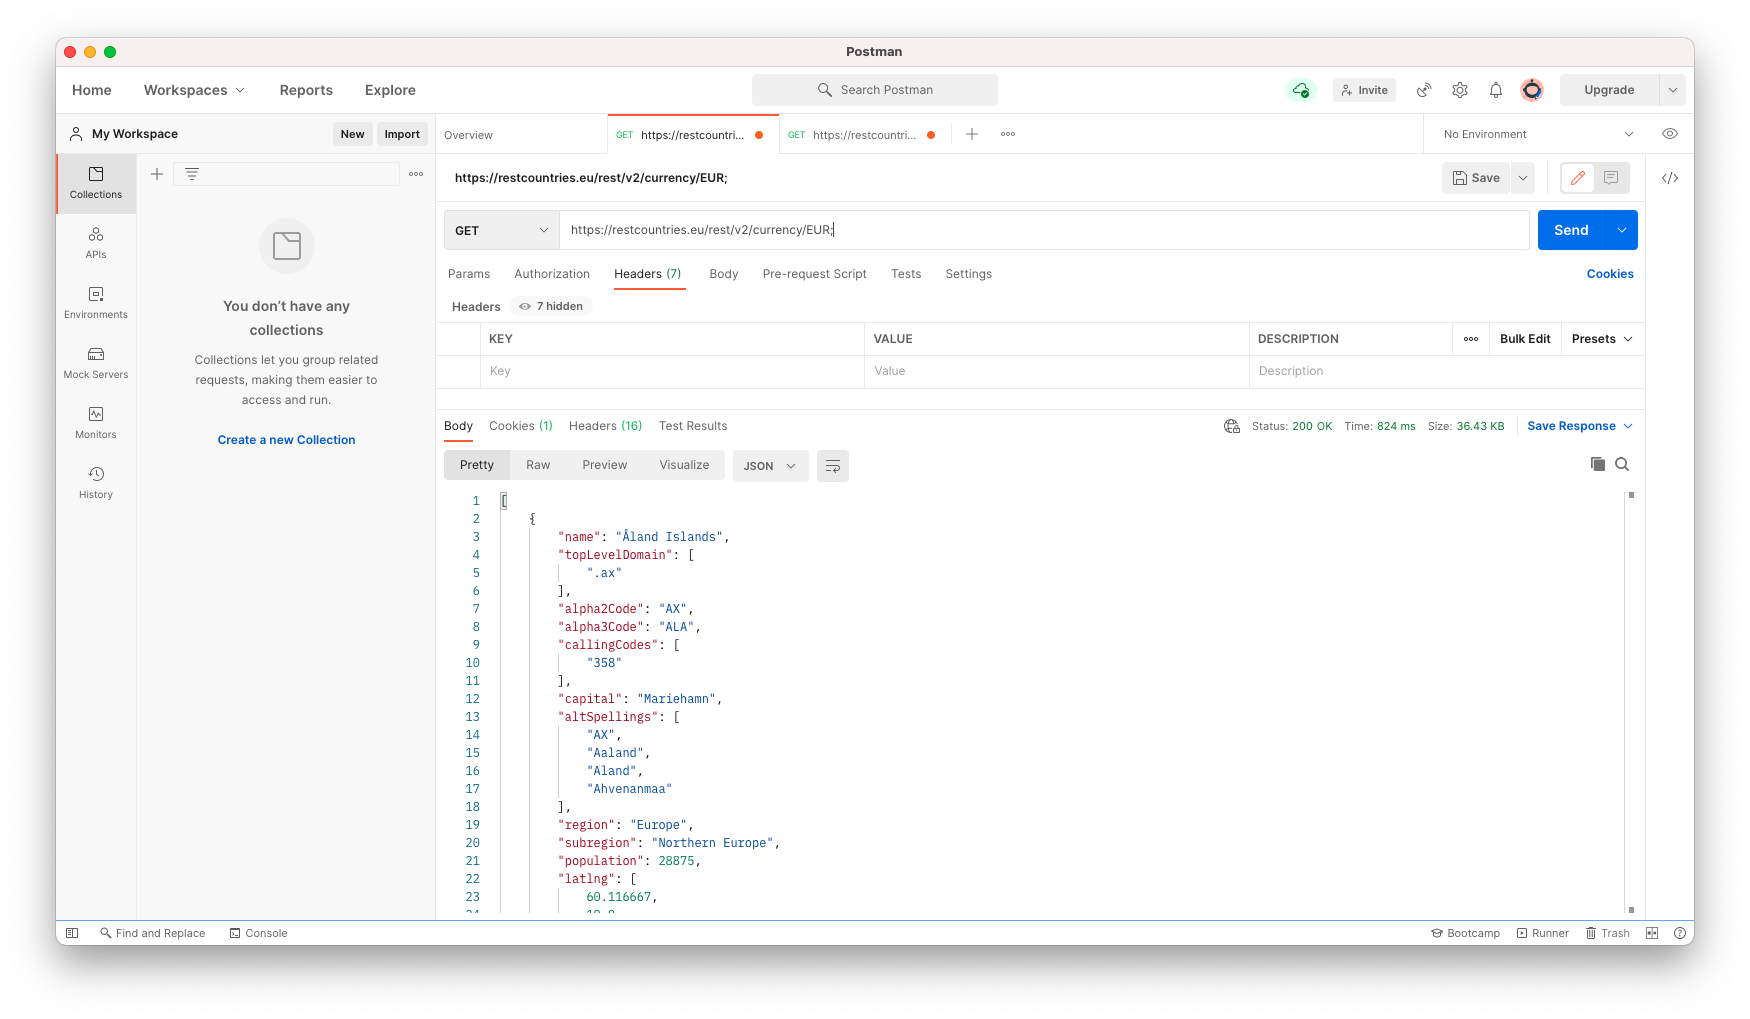 Postman
Home Workspaces Reports Explore Search Postman Invite Upgrade
My Workspace New Import Overview GET https://restcountri... GET https://restcountri... No Environment
Collections
APIs
Environments
Mock Servers
Monitors
History
You don't have any
collections
Collections let you group related
requests, making them easier to
access and run.
Create a new Collection
https://restcountries.eu/rest/v2/currency/EUR; Save
GET https://restcountries.eu/rest/v2/currency/EUR; Send
Params Authorization Headers (7) Body Pre-request Script Tests Settings Cookies
Headers 7 hidden
KEY VALUE DESCRIPTION Bulk Edit Presets
Key Value Description
Body Cookies (1) Headers (16) Test Results Status: 200 OK Time: 824 ms Size: 36.43 KB Save Response
Pretty Raw Preview Visualize JSON
1 [
2 {
3 "name": "Åland Islands",
4 "topLevelDomain": [
5 ".ax"
6 ],
7 "alpha2Code": "AX",
8 "alpha3Code": "ALA",
9 "callingCodes": [
10 "358"
11 ],
12 "capital": "Mariehamn",
13 "altSpellings": [
14 "AX",
15 "Aaland",
16 "Aland",
17 "Ahvenanmaa"
18 ],
19 "region": "Europe",
20 "subregion": "Northern Europe",
21 "population": 28875,
22 "latlng": [
23 60.116667,
Find and Replace Console Bootcamp Runner Trash